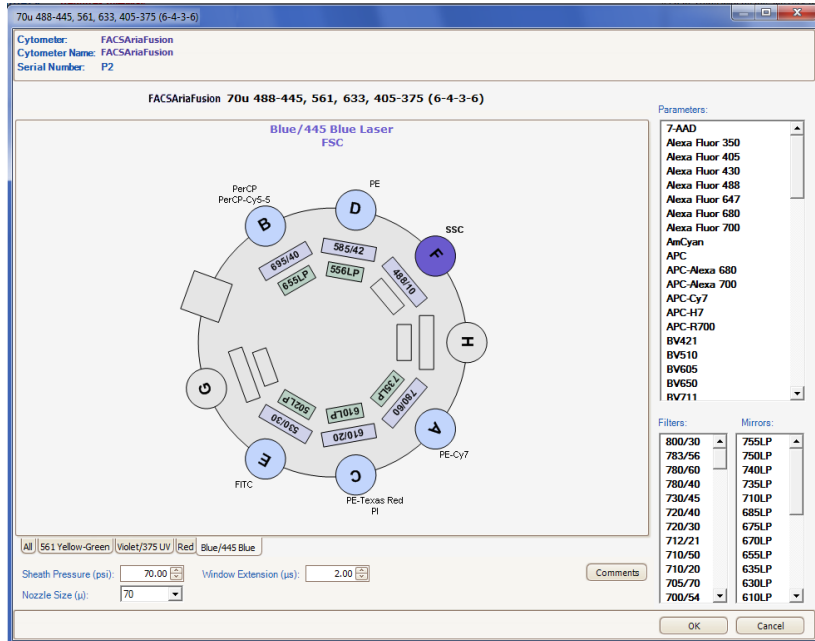 70u 488-445, 561, 633, 405-375 (6-4-3-6)
Cytometer: FACSAriaFusion
Cytometer Name: FACSAriaFusion
Serial Number: P2
FACSAriaFusion 70u 488-445, 561, 633, 405-375 (6-4-3-6)
Blue/445 Blue Laser
FSC
PerCP
PerCP-Cy5-5
B
695/40
655LP
PE
D
585/42
556LP
SSC
F
488/10
H
G
502LP
530/30
E
FITC
610LP
610/20
C
PE-Texas Red
PI
735LP
780/60
A
PE-Cy7
All
561 Yellow-Green
Violet/375 UV
Red
Blue/445 Blue
Sheath Pressure (psi): 70.00
Window Extension (µs): 2.00
Nozzle Size (µ): 70
Comments
Parameters:
7-AAD
Alexa Fluor 350
Alexa Fluor 405
Alexa Fluor 430
Alexa Fluor 488
Alexa Fluor 647
Alexa Fluor 680
Alexa Fluor 700
AmCyan
APC
APC-Alexa 680
APC-Alexa 700
APC-Cy7
APC-H7
APC-R700
BV421
BV510
BV605
BV650
BV711
Filters:
800/30
783/56
780/60
780/40
730/45
720/40
720/30
712/21
710/50
710/20
705/70
700/54
Mirrors:
755LP
750LP
740LP
735LP
710LP
685LP
675LP
670LP
655LP
635LP
630LP
610LP
OK
Cancel